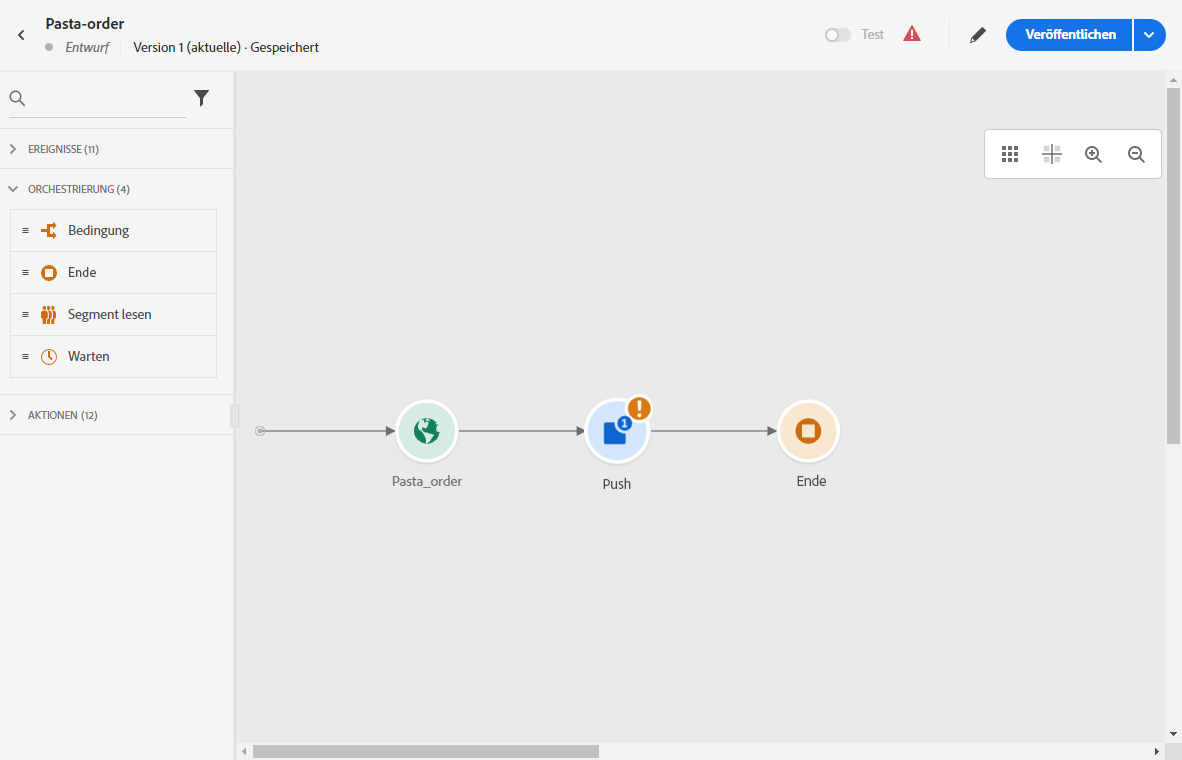 Pasta-order
Entwurf Version 1 (aktuelle) · Gespeichert
Test
Veröffentlichen
EREIGNISSE (11)
ORCHESTRIERUNG (4)
Bedingung
Ende
Segment lesen
Warten
AKTIONEN (12)
1
Pasta_order
Push
Ende